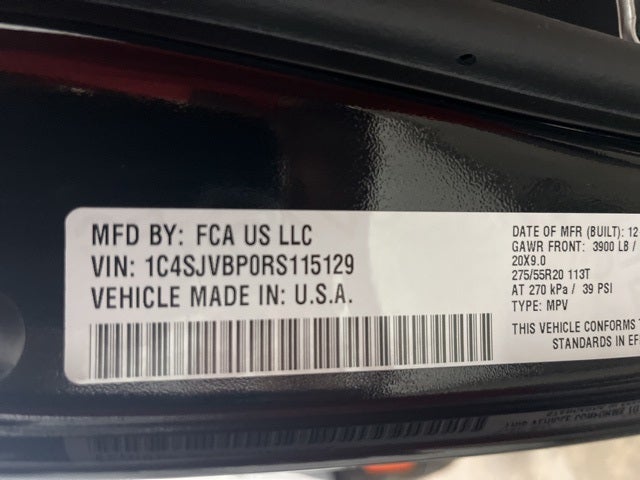 MFD BY: FCA US LLC
VIN: 1C4SJVBP0RS115129
VEHICLE MADE IN: U.S.A.
DATE OF MFR (BUILT): 12-
GAWR FRONT: 3900 LB /
20X9.0
275/55R20 113T
AT 270 kPa / 39 PSI
TYPE: MPV
THIS VEHICLE CONFORMS
STANDARDS IN